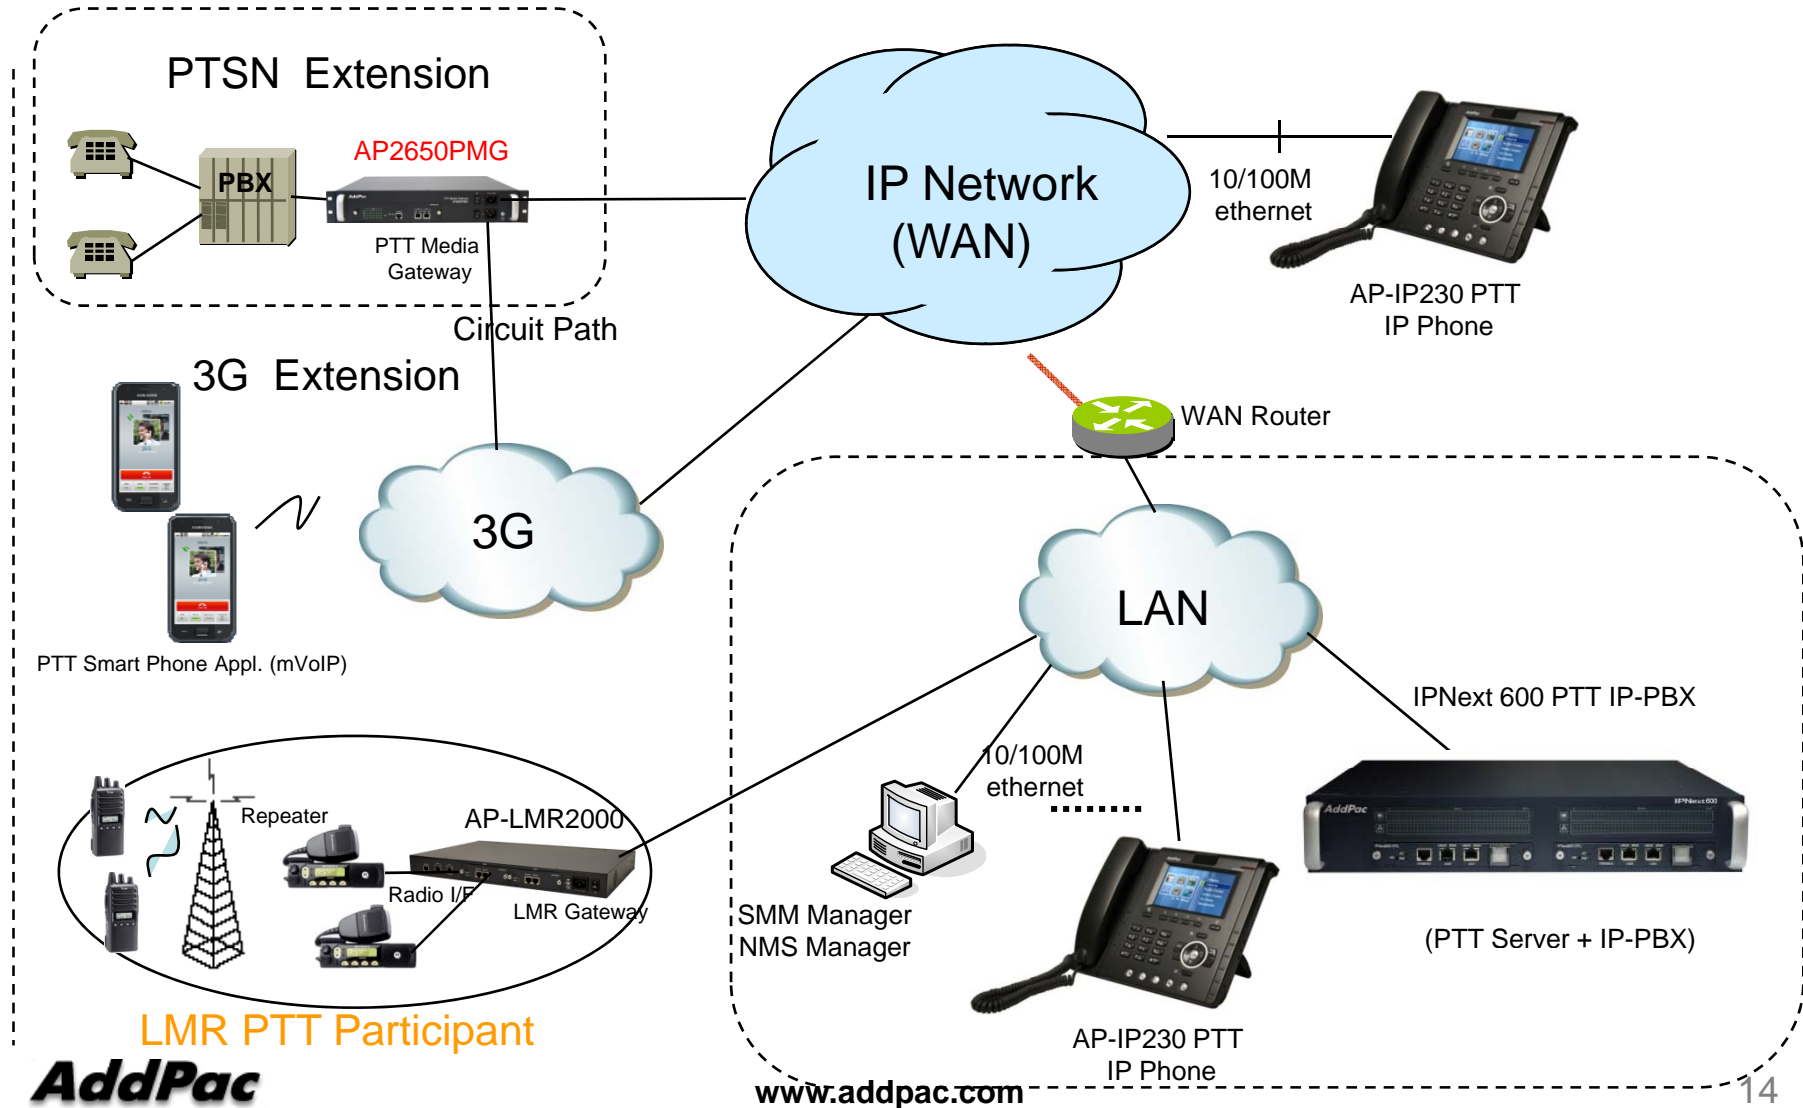 PTSN Extension
AP2650PMG
PBX
PTT Media
Gateway
IP Network
(WAN)
10/100M
ethernet
AP-IP230 PTT
IP Phone
Circuit Path
3G Extension
WAN Router
3G
LAN
PTT Smart Phone Appl. (mVoIP)
IPNext 600 PTT IP-PBX
10/100M
ethernet
Repeater
AP-LMR2000
AddPac
IPNext 600
Radio I/F
LMR Gateway
SMM Manager
NMS Manager
(PTT Server + IP-PBX)
LMR PTT Participant
AP-IP230 PTT
IP Phone
AddPac
www.addpac.com
14